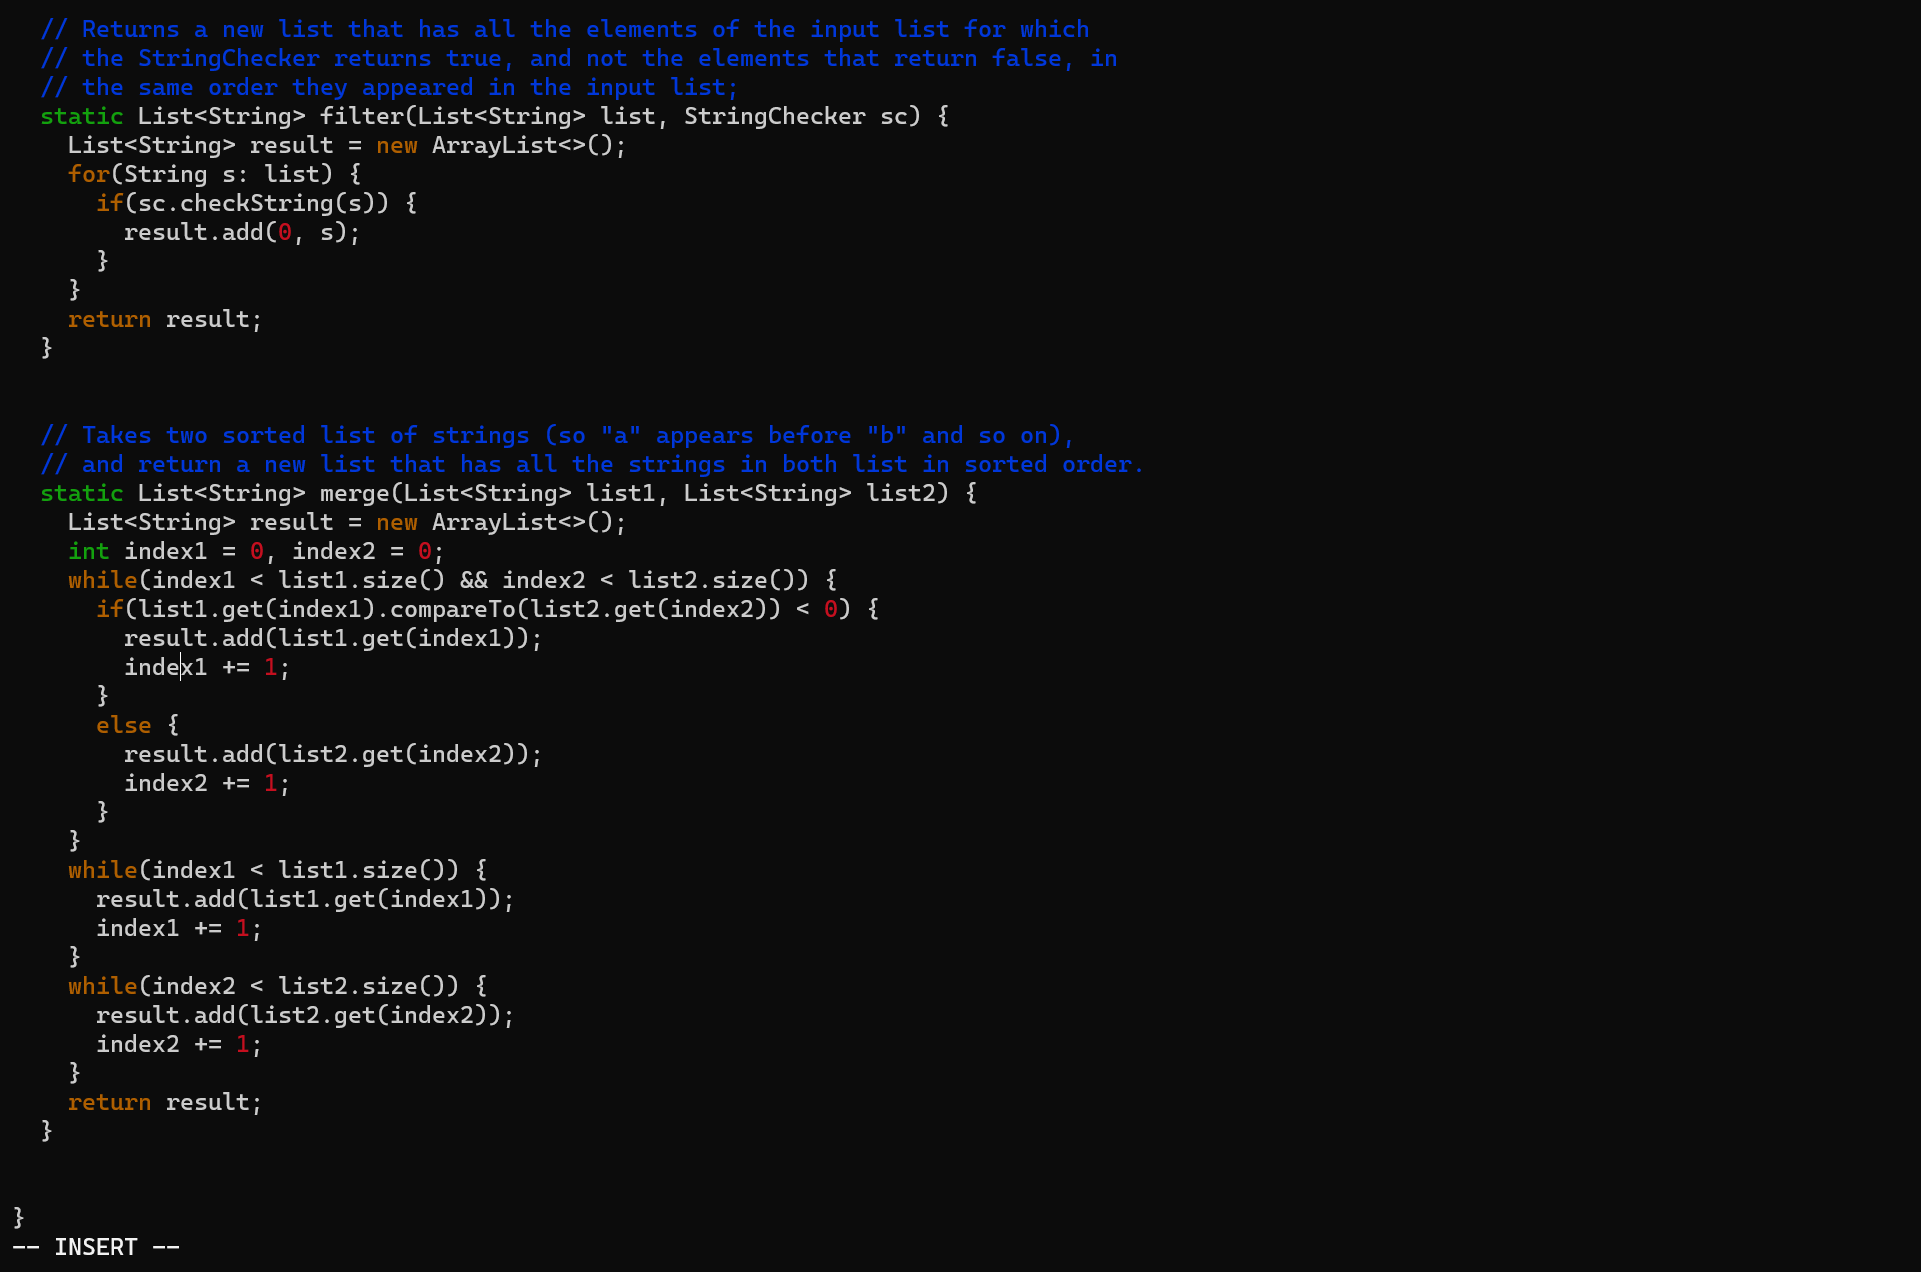 // Returns a new list that has all the elements of the input list for which
// the StringChecker returns true, and not the elements that return false, in
// the same order they appeared in the input list;
static List<String> filter(List<String> list, StringChecker sc) {
List<String> result = new ArrayList<>();
for(String s: list) {
if(sc.checkString(s)) {
result.add(0, s);
}
}
return result;
}
// Takes two sorted list of strings (so "a" appears before "b" and so on),
// and return a new list that has all the strings in both list in sorted order.
static List<String> merge(List<String> list1, List<String> list2) {
List<String> result = new ArrayList<>();
int index1 = 0, index2 = 0;
while(index1 < list1.size() && index2 < list2.size()) {
if(list1.get(index1).compareTo(list2.get(index2)) < 0) {
result.add(list1.get(index1));
index1 += 1;
}
else {
result.add(list2.get(index2));
index2 += 1;
}
}
while(index1 < list1.size()) {
result.add(list1.get(index1));
index1 += 1;
}
while(index2 < list2.size()) {
result.add(list2.get(index2));
index2 += 1;
}
return result;
}
}
-- INSERT --